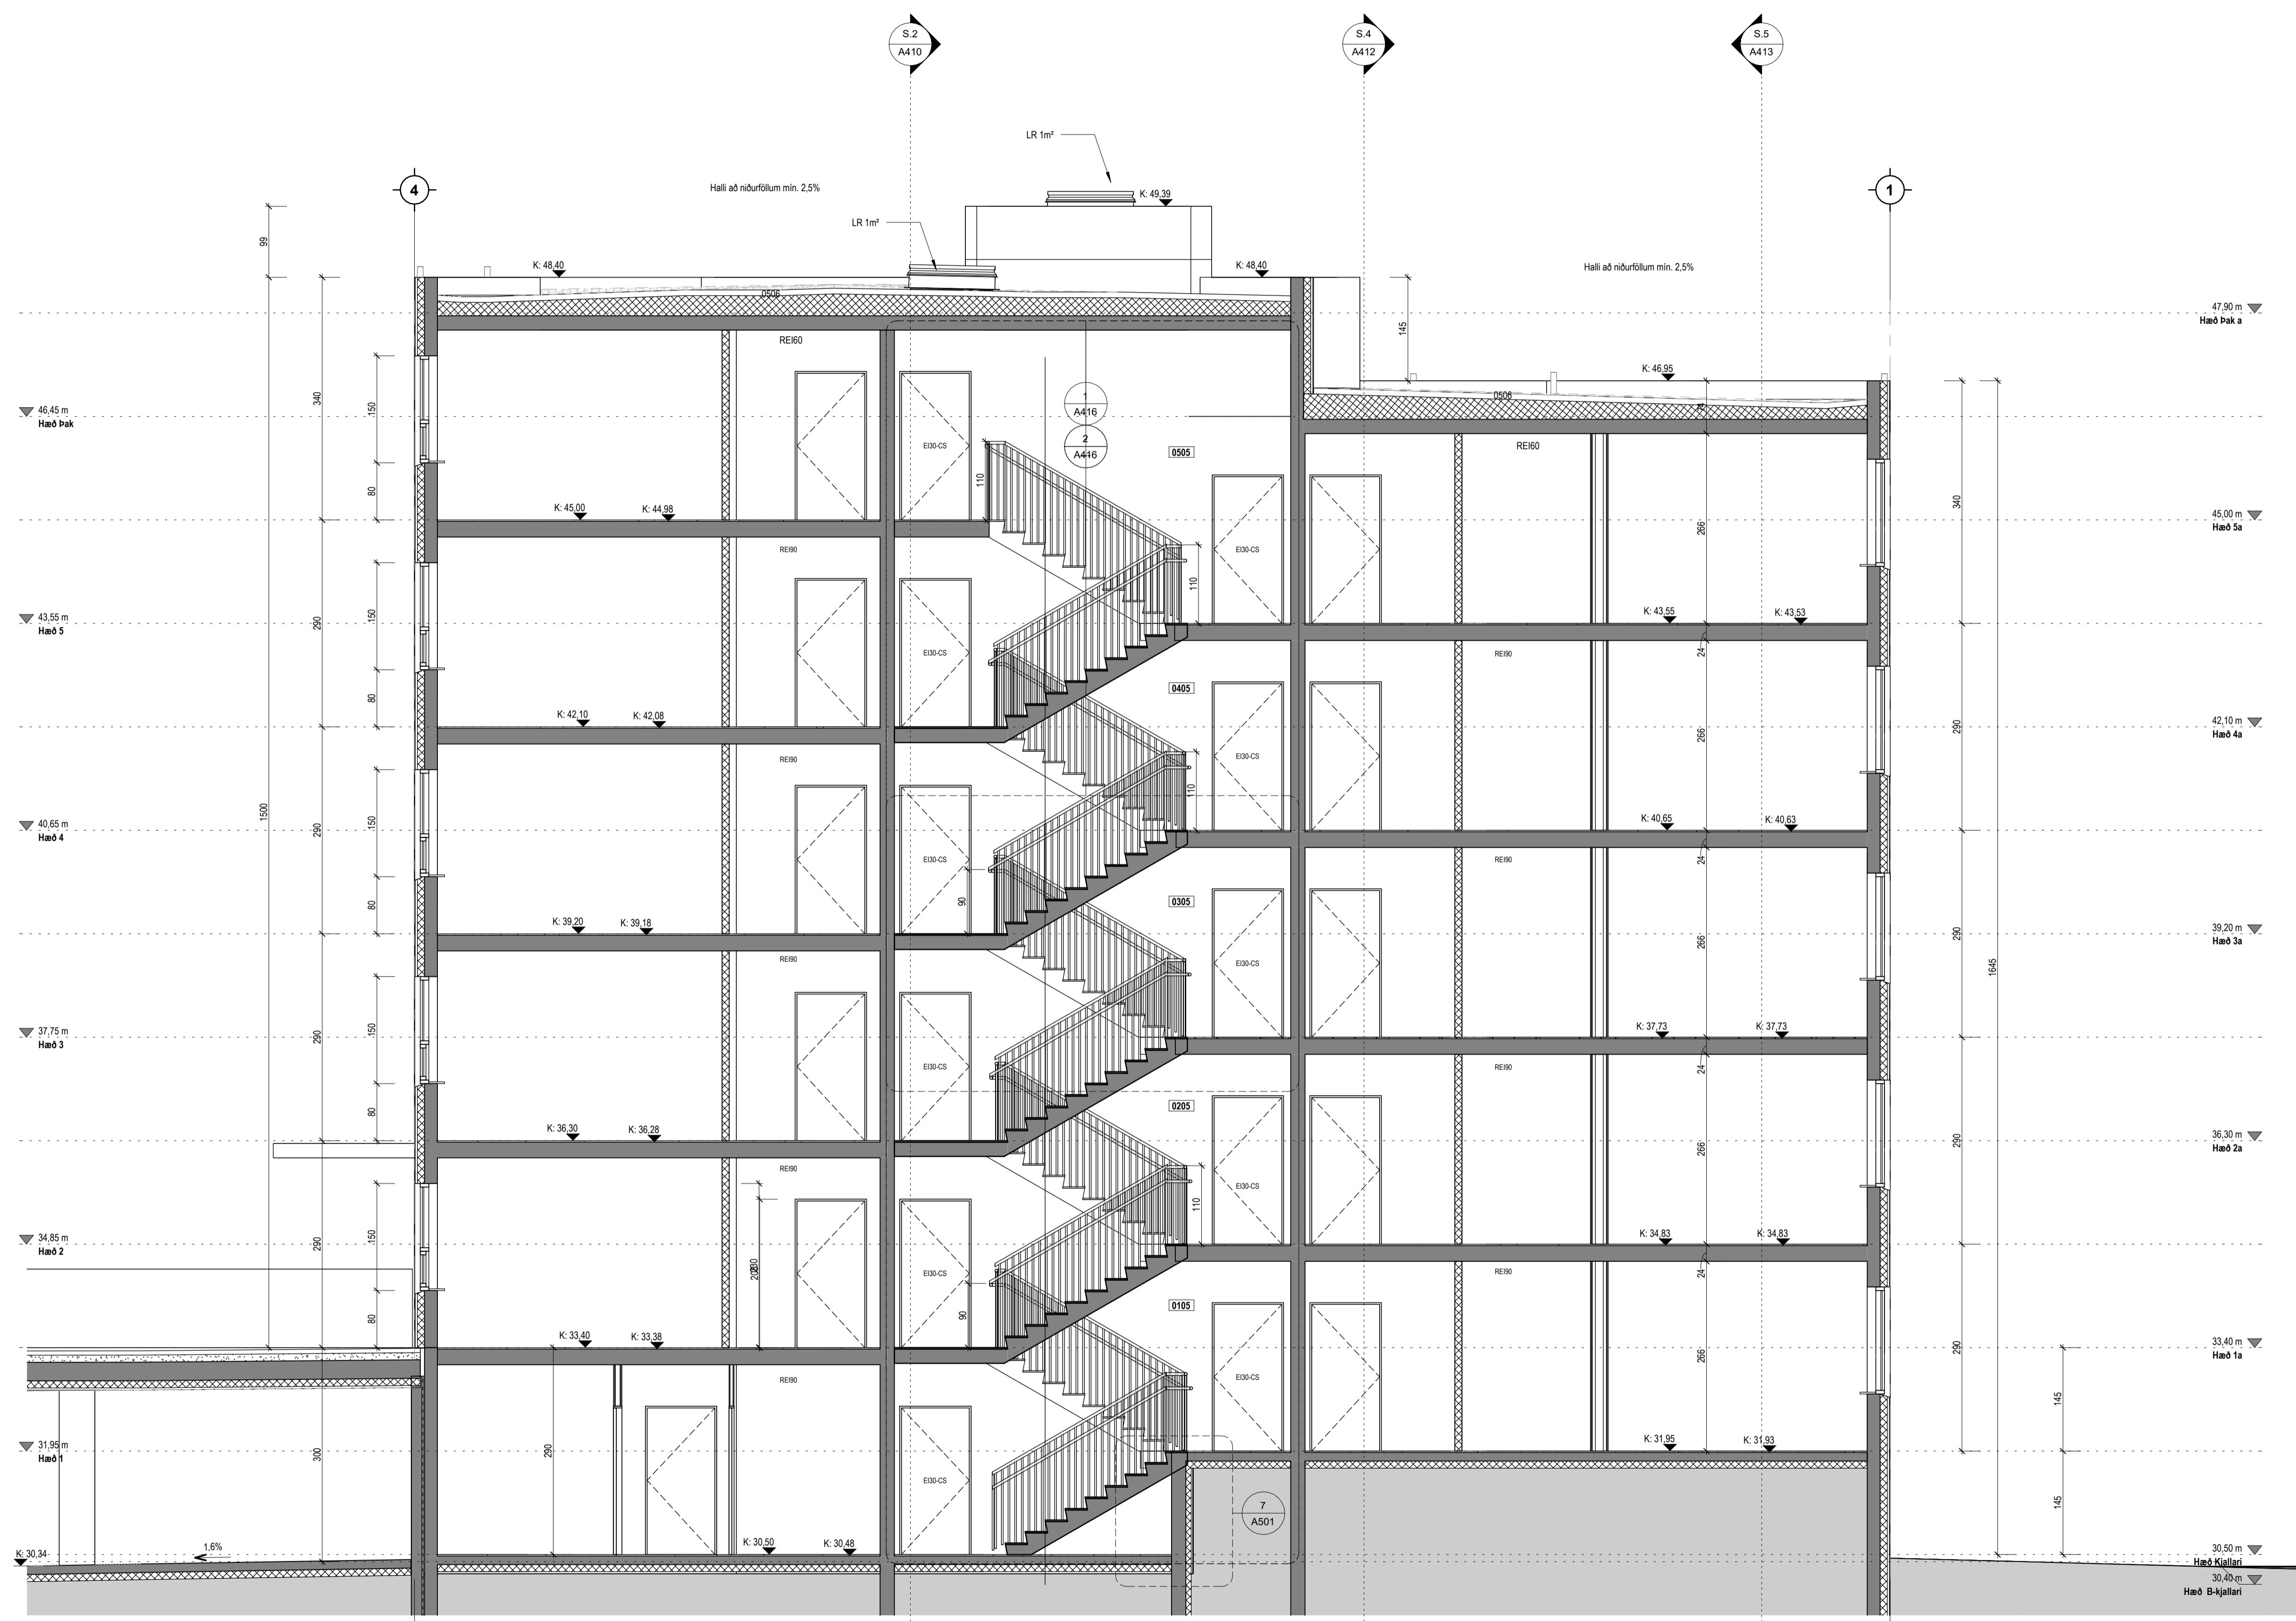 S.2
A410
S.4
A412
S.5
A413
LR 1m²
4
Halli að niðurföllum mín. 2,5%
1
K: 49,39
LR 1m²
99
K: 48,40
K: 48,40
Halli að niðurföllum mín. 2,5%
0506
47,90 m
Hæð Þak a
145
REI60
K: 46,95
0506
74
340
150
1
A416
46,45 m
Hæð Þak
2
A416
EI30-CS
0505
REI60
110
80
K: 45,00
K: 44,98
266
340
45,00 m
Hæð 5a
REI90
EI30-CS
110
43,55 m
Hæð 5
290
150
K: 43,55
K: 43,53
EI30-CS
24
REI90
80
0405
K: 42,10
K: 42,08
266
290
42,10 m
Hæð 4a
REI90
EI30-CS
110
1500
40,65 m
Hæð 4
290
150
K: 40,65
K: 40,63
EI30-CS
24
REI90
80
90
0305
K: 39,20
K: 39,18
266
290
39,20 m
Hæð 3a
REI90
EI30-CS
1645
37,75 m
Hæð 3
290
150
K: 37,73
K: 37,73
EI30-CS
24
REI90
80
0205
K: 36,30
K: 36,28
266
290
36,30 m
Hæð 2a
REI90
EI30-CS
110
34,85 m
Hæð 2
290
150
K: 34,83
K: 34,83
EI30-CS
24
REI90
80
90
0105
K: 33,40
K: 33,38
266
290
33,40 m
Hæð 1a
REI90
EI30-CS
145
31,95 m
Hæð 1
300
290
K: 31,95
K: 31,93
EI30-CS
7
A501
145
K: 30,34
1,6%
K: 30,50
K: 30,48
30,50 m
Hæð Kjallari
30,40 m
Hæð B-kjallari